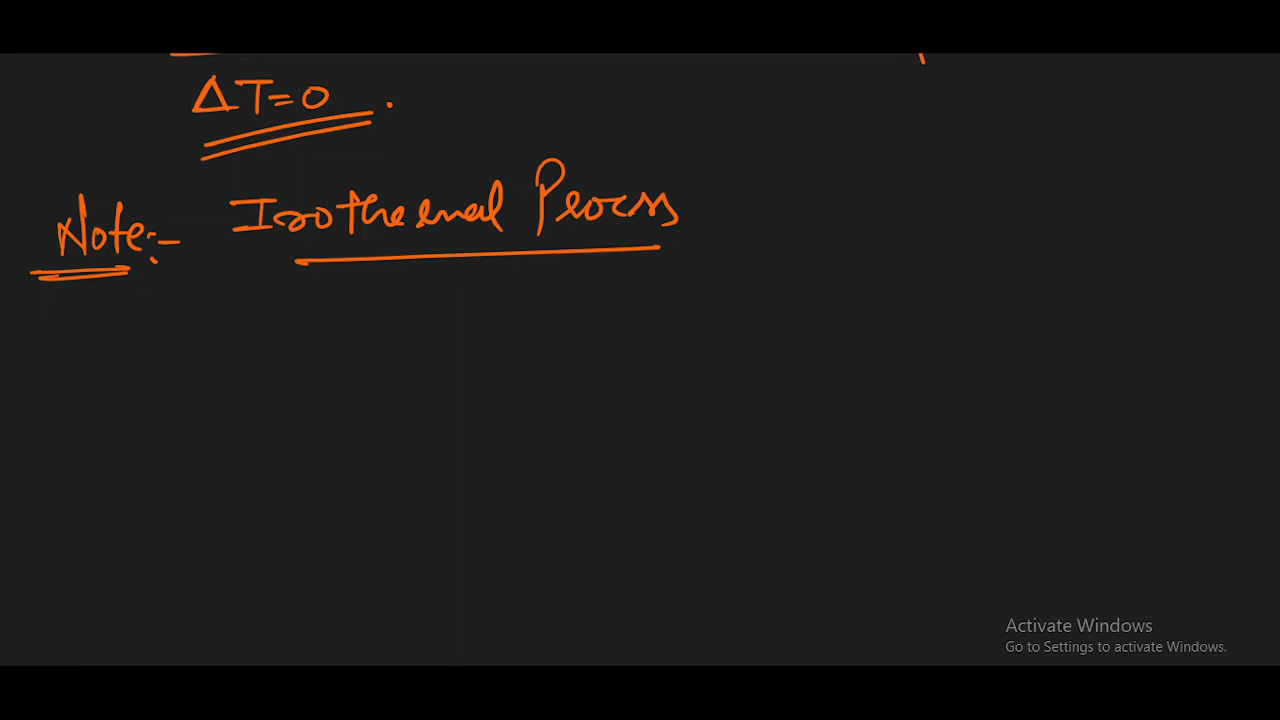 ΔT=0 .
Note:- Isothermal Process
Activate Windows
Go to Settings to activate Windows.